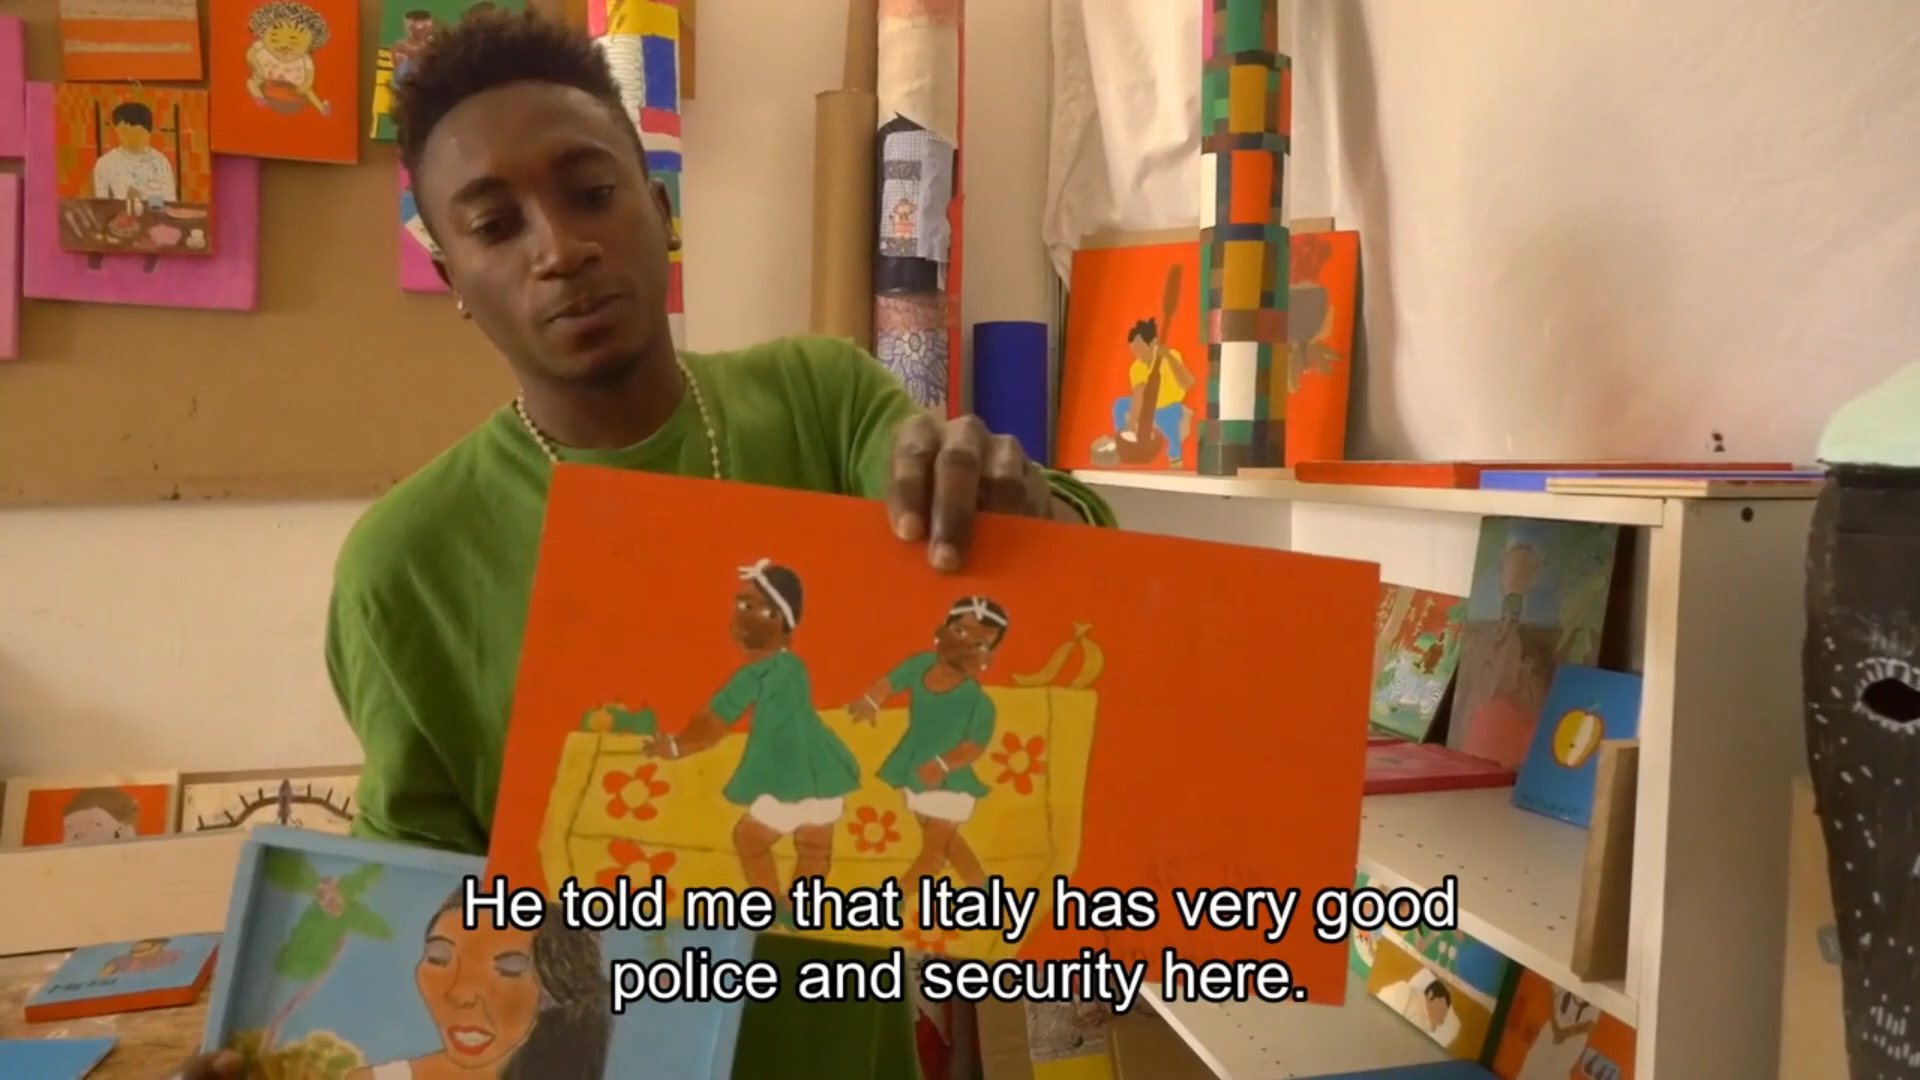 He told me that Italy has very good
police and security here.